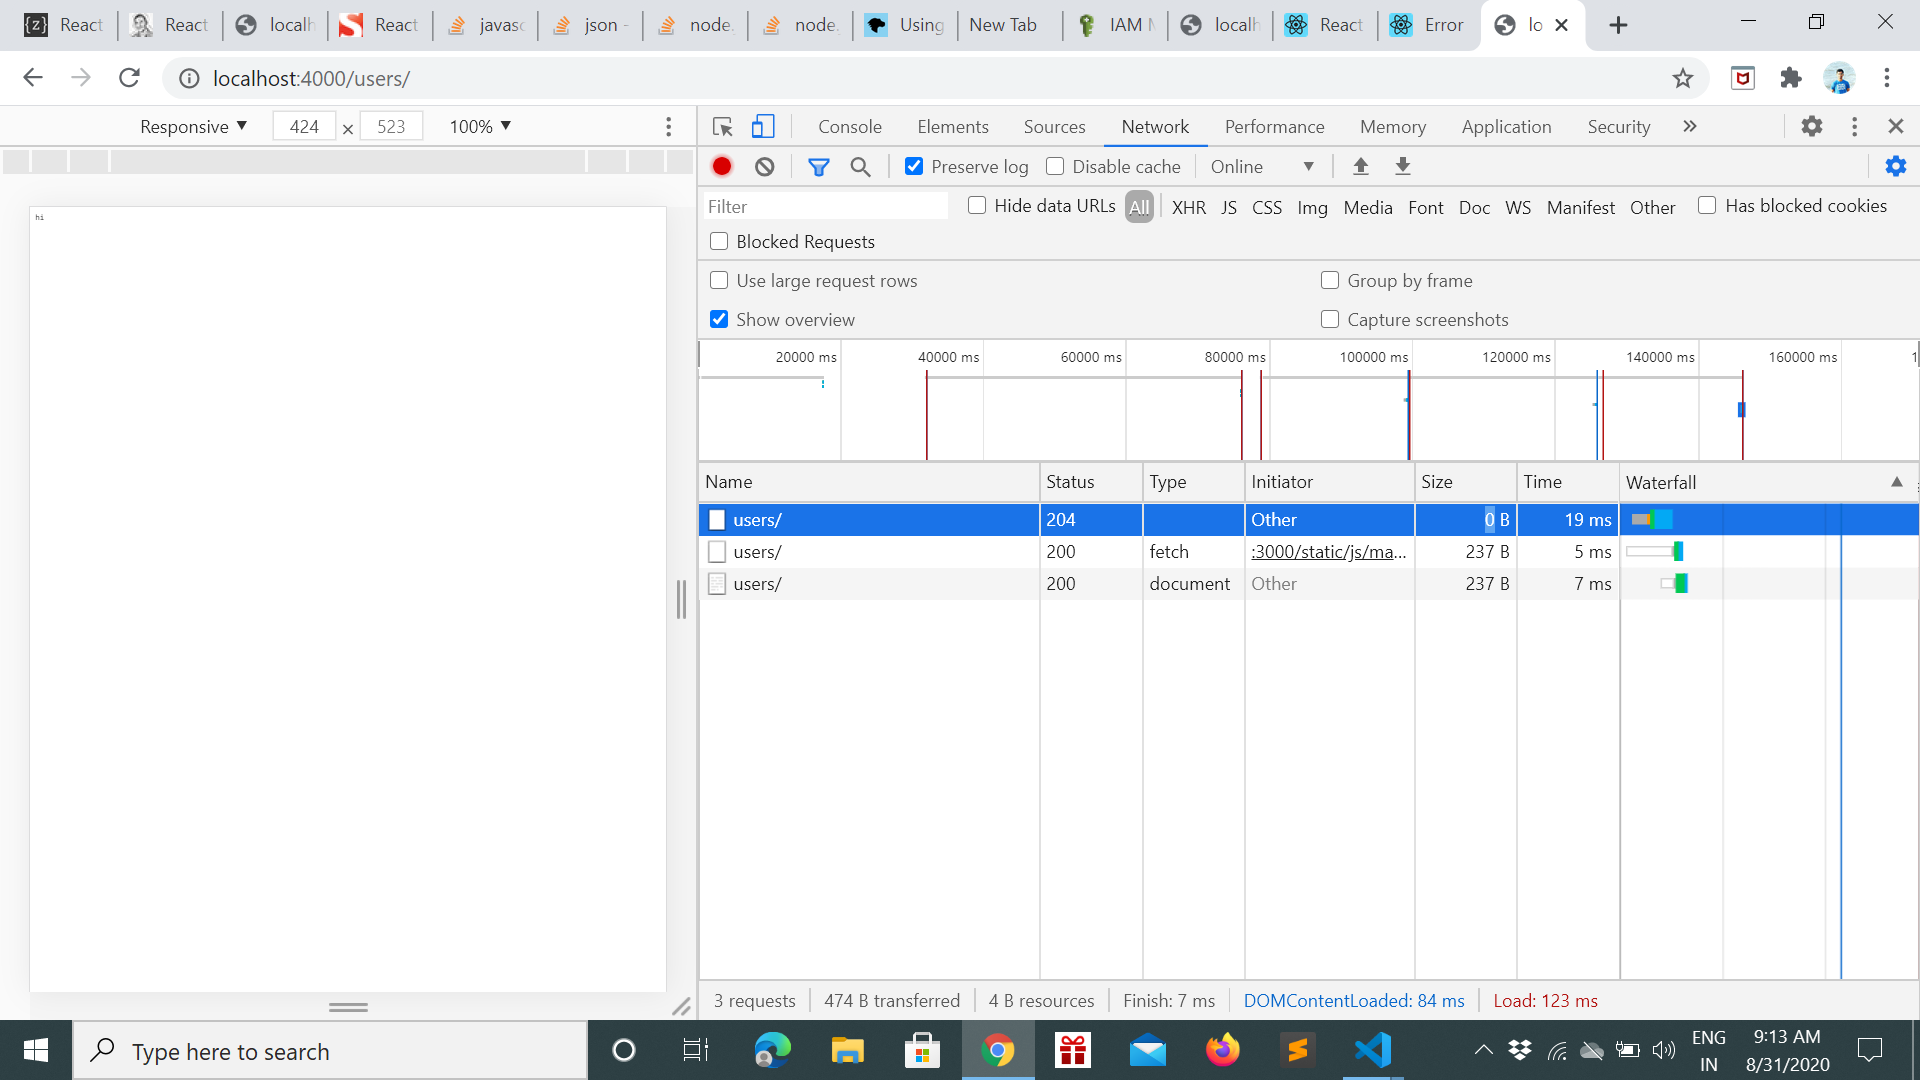 React React localh React javasc json - node. node. Using New Tab IAM M localh React Error lo
localhost:4000/users/
Responsive 424 × 523 100%
Console Elements Sources Network Performance Memory Application Security »
Preserve log Disable cache Online
Filter Hide data URLs All XHR JS CSS Img Media Font Doc WS Manifest Other Has blocked cookies
Blocked Requests
Use large request rows Group by frame
Show overview Capture screenshots
20000 ms 40000 ms 60000 ms 80000 ms 100000 ms 120000 ms 140000 ms 160000 ms 1
hi
Name Status Type Initiator Size Time Waterfall
users/ 204 Other 0 B 19 ms
users/ 200 fetch :3000/static/js/ma... 237 B 5 ms
users/ 200 document Other 237 B 7 ms
3 requests 474 B transferred 4 B resources Finish: 7 ms DOMContentLoaded: 84 ms Load: 123 ms
Type here to search
ENG 9:13 AM
IN 8/31/2020